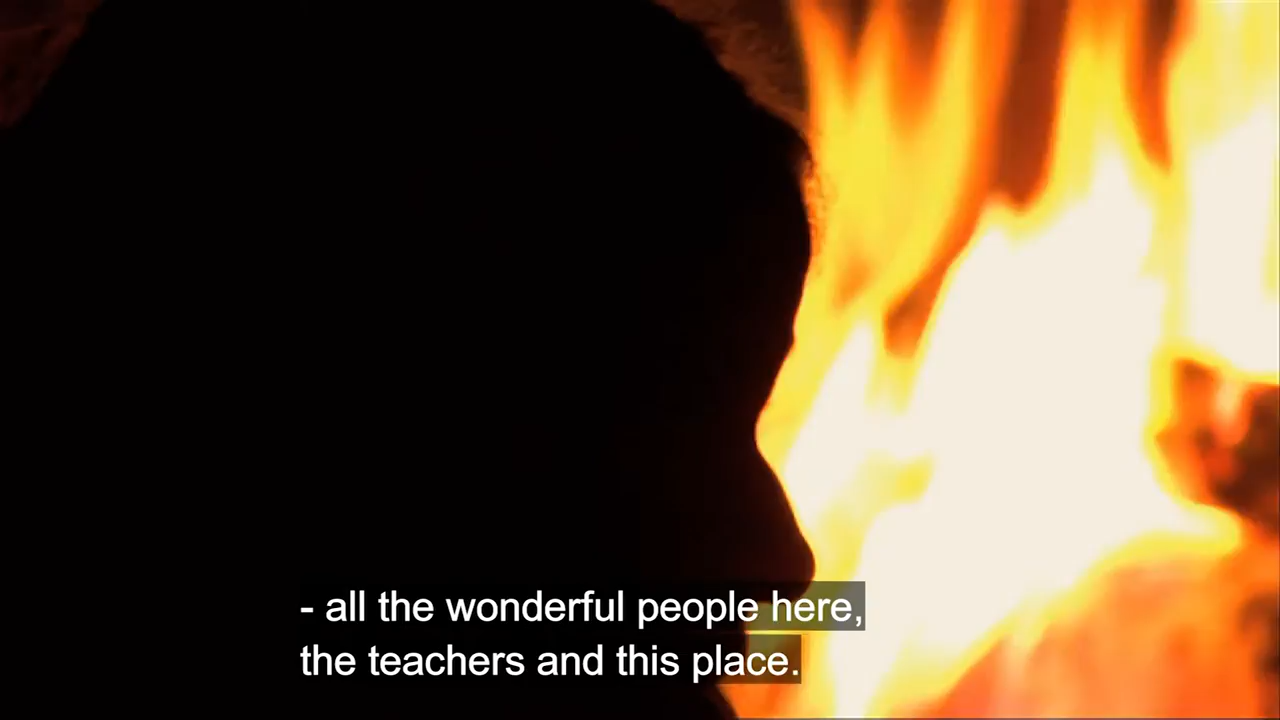 - all the wonderful people here,
the teachers and this place.